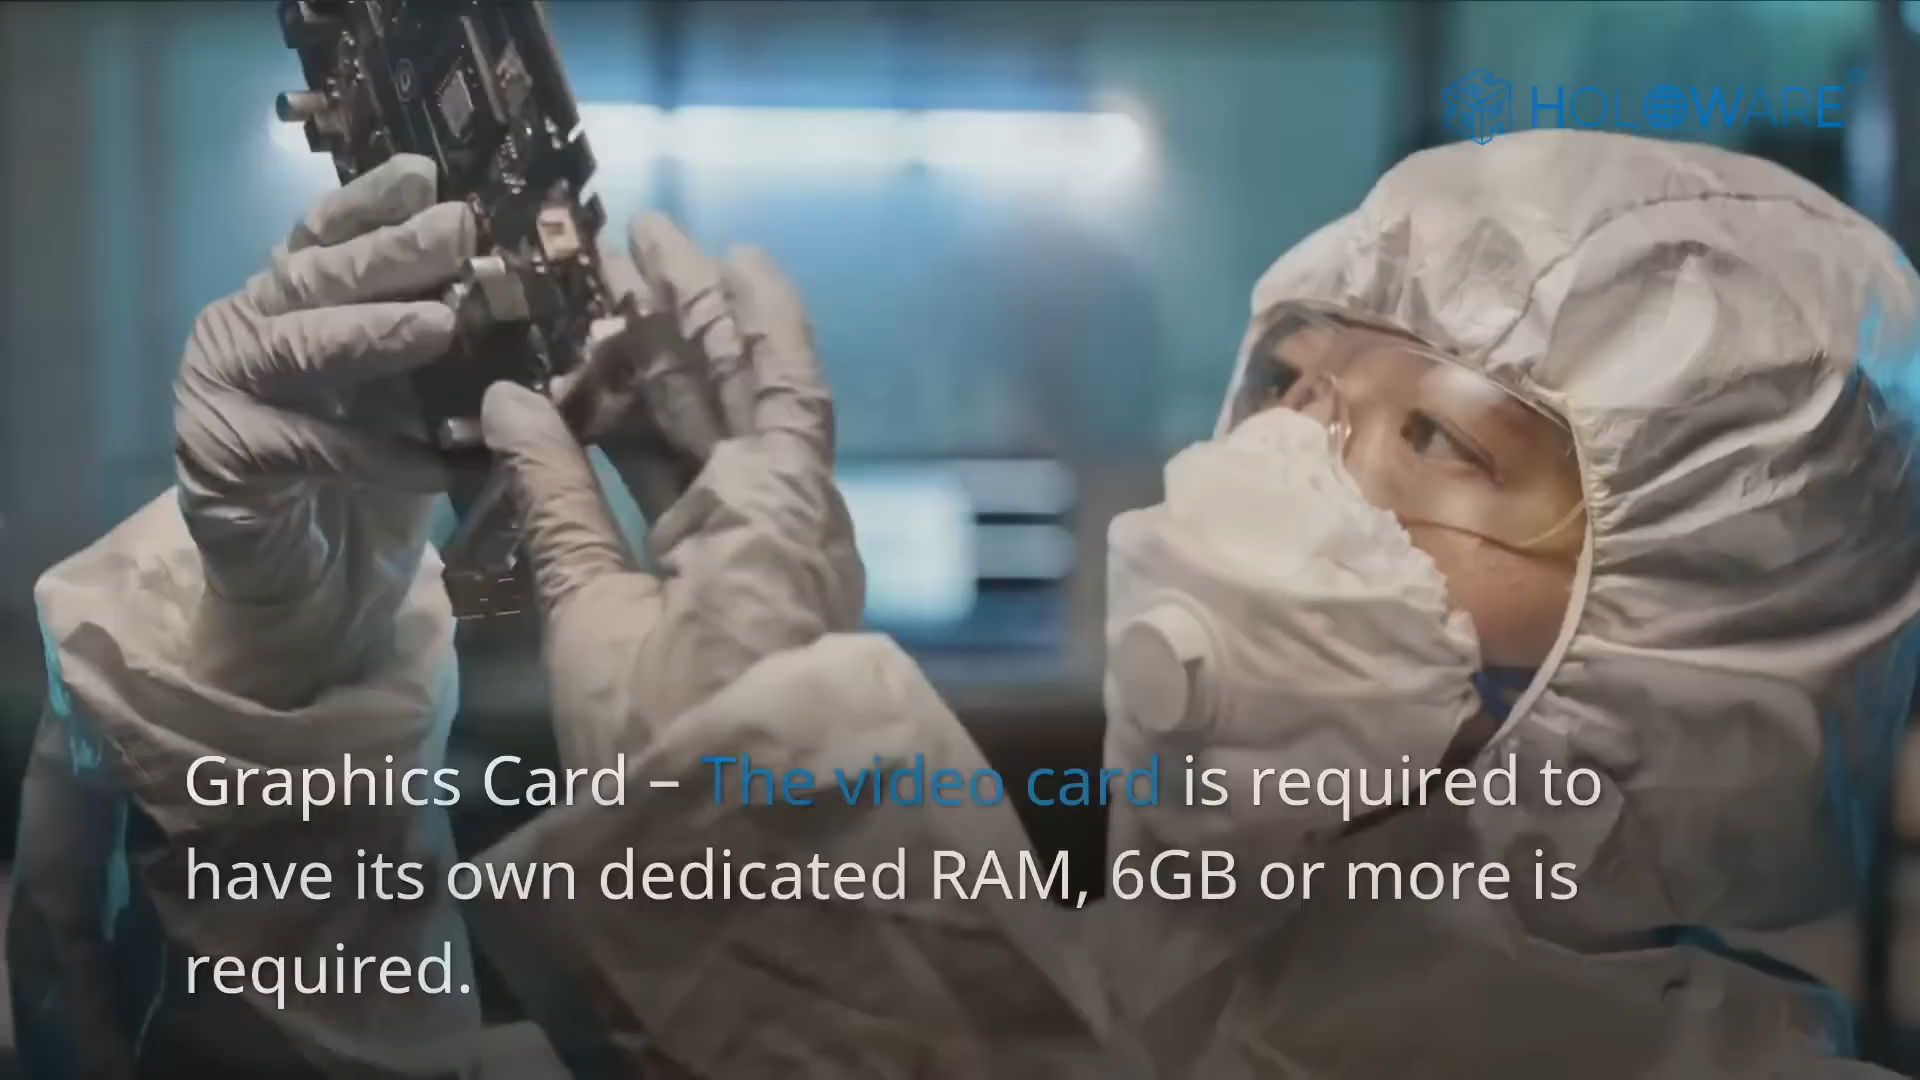 HOLOWARE
Graphics Card – The video card is required to
have its own dedicated RAM, 6GB or more is
required.